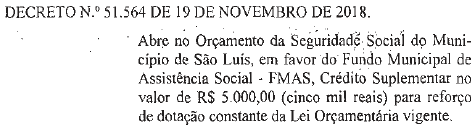 DECRETO N.º 51.564 DE 19 DE NOVEMBRO DE 2018.
Abre no Orçamento da Seguridade Social do Muni-
cípio de São Luís, em favor do Fundo Municipal de
Assistência Social - FMAS, Crédito Suplementar no
valor de R$ 5.000,00 (cinco mil reais) para reforço
de dotação constante da Lei Orçamentária vigente.